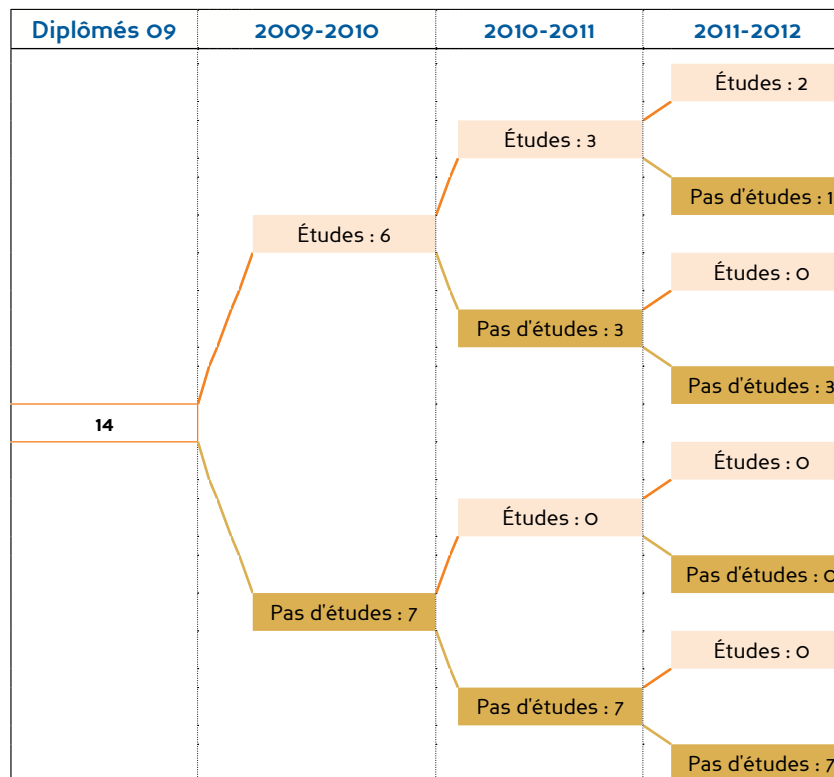 Diplômés 09 2009-2010 2010-2011 2011-2012
Études : 2
Études : 3
Pas d'études : 1
Études : 6
Études : 0
Pas d'études : 3
Pas d'études : 3
14
Études : 0
Études : 0
Pas d'études : 0
Pas d'études : 7
Études : 0
Pas d'études : 7
Pas d'études : 7